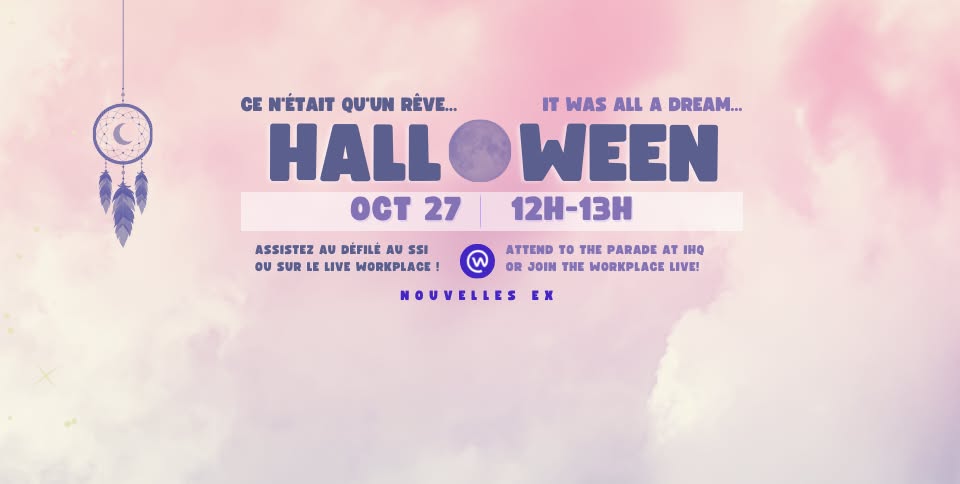 CE N'ÉTAIT QU'UN RÊVE...
IT WAS ALL A DREAM...
HALLOWEEN
OCT 27 | 12H-13H
ASSISTEZ AU DÉFILÉ AU SSI
OU SUR LE LIVE WORKPLACE !
ATTEND TO THE PARADE AT IHQ
OR JOIN THE WORKPLACE LIVE!
NOUVELLES EX